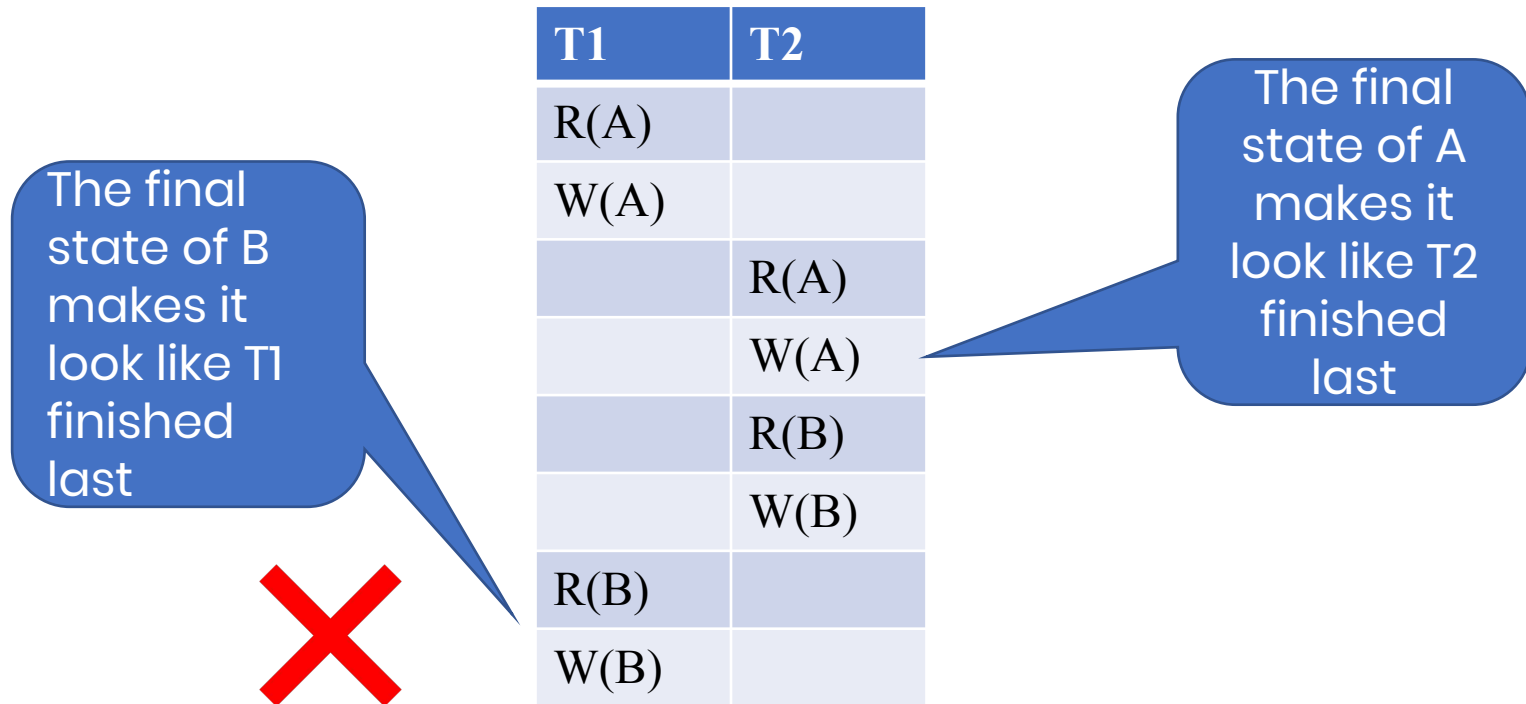 T1 T2
R(A)
W(A)
R(A)
W(A)
R(B)
W(B)
R(B)
W(B)
The final
state of B
makes it
look like T1
finished
last
The final
state of A
makes it
look like T2
finished
last